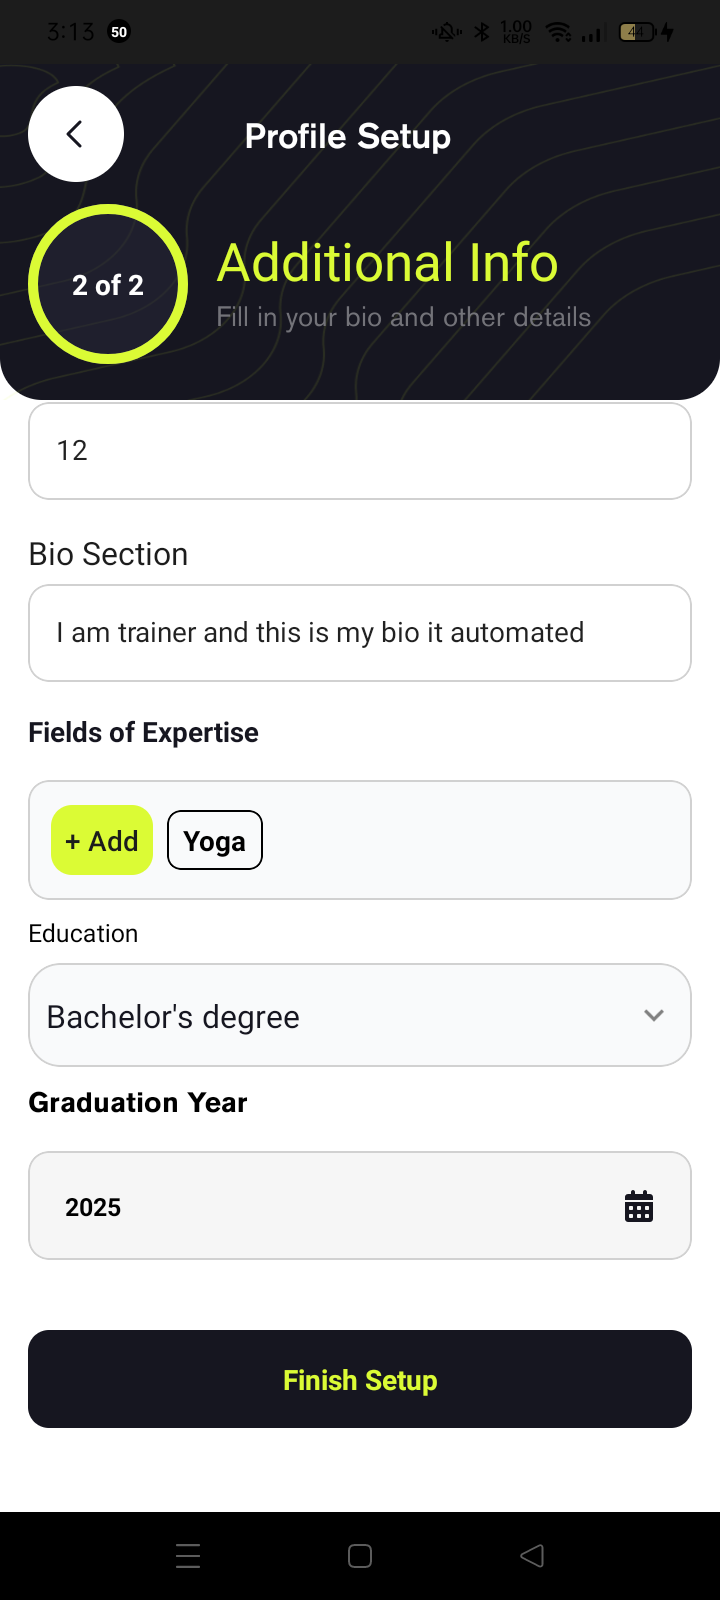 3:13 50 1.00 KB/S 44
Profile Setup
2 of 2
Additional Info
Fill in your bio and other details
12
Bio Section
I am trainer and this is my bio it automated
Fields of Expertise
+ Add Yoga
Education
Bachelor's degree
Graduation Year
2025
Finish Setup